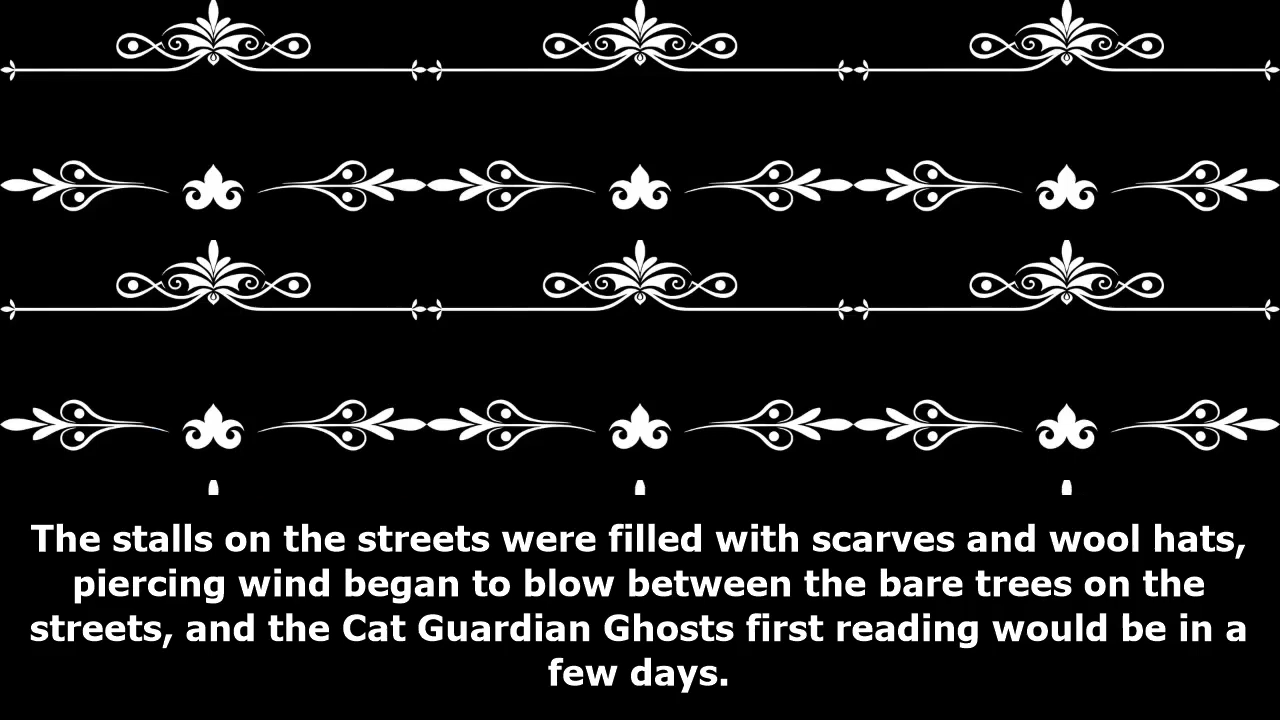 The stalls on the streets were filled with scarves and wool hats,
piercing wind began to blow between the bare trees on the
streets, and the Cat Guardian Ghosts first reading would be in a
few days.